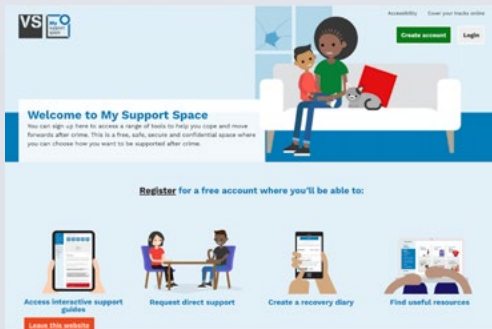 VS
My
support
space
Accessibility Cover your tracks online
Create account Login
Welcome to My Support Space
You can sign up here to access a range of tools to help you cope and move
forwards after crime. This is a free, safe, secure and confidential space where
you can choose how you want to be supported after crime.
Register for a free account where you'll be able to:
Access interactive support
guides
Request direct support
Create a recovery diary
Find useful resources
Leave this website